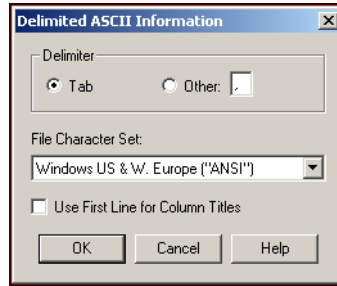 Delimited ASCII Information
Delimiter
Tab
Other: ,
File Character Set:
Windows US & W. Europe ("ANSI")
Use First Line for Column Titles
OK Cancel Help